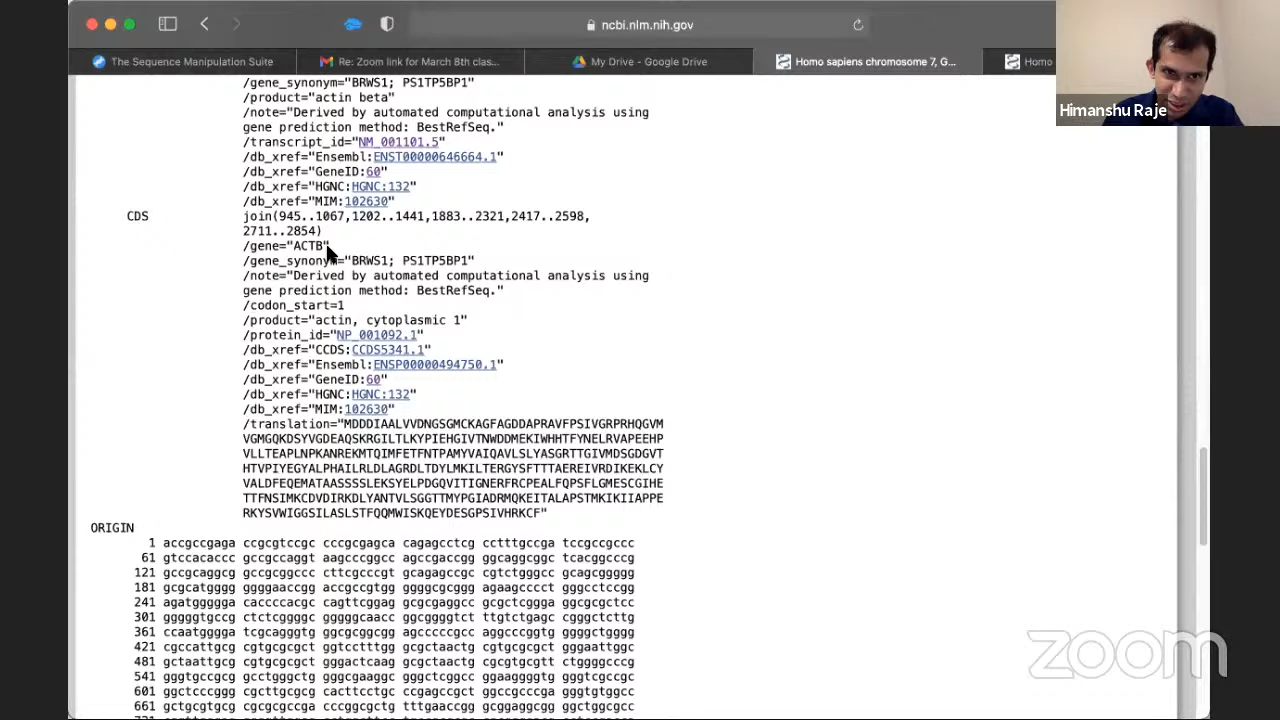 ncbi.nlm.nih.gov
The Sequence Manipulation Suite
Re: Zoom link for March 8th clas...
My Drive - Google Drive
Homo sapiens chromosome 7, G...
Homo
Himanshu Raje
/gene_synonym="BRWS1; PS1TP5BP1"
/product="actin beta"
/note="Derived by automated computational analysis using
gene prediction method: BestRefSeq."
/transcript_id="NM_001101.5"
/db_xref="Ensembl:ENST00000646664.1"
/db_xref="GeneID:60"
/db_xref="HGNC:HGNC:132"
/db_xref="MIM:102630"
CDS join(945..1067,1202..1441,1883..2321,2417..2598,
2711..2854)
/gene="ACTB"
/gene_synonym="BRWS1; PS1TP5BP1"
/note="Derived by automated computational analysis using
gene prediction method: BestRefSeq."
/codon_start=1
/product="actin, cytoplasmic 1"
/protein_id="NP_001092.1"
/db_xref="CCDS:CCDS5341.1"
/db_xref="Ensembl:ENSP00000494750.1"
/db_xref="GeneID:60"
/db_xref="HGNC:HGNC:132"
/db_xref="MIM:102630"
/translation="MDDDIAALVVDNGSGMCKAGFAGDDAPRAVFPSIVGRPRHQGVM
VGMGQKDSYVGDEAQSKRGILTLKYPIEHGIVTNWDDMEKIWHHTFYNELRVAPEEHP
VLLTEAPLNPKANREKMTQIMFETFNTPAMYVAIQAVLSLYASGRTTGIVMDSGDGVT
HTVPIYEGYALPHAILRLDLAGRDLTDYLMKILTERGYSFTTTAEREIVRDIKEKLCY
VALDFEQEMATAASSSSLEKSYELPDGQVITIGNERFRCPEALFQPSFLGMESCGIHE
TTFNSIMKCDVDIRKDLYANTVLSGGTTMYPGIADRMQKEITALAPSTMKIKIIAPPE
RKYSVWIGGSILASLSTFQQMWISKQEYDESGPSIVHRKCF"
ORIGIN
1 accgccgaga ccgcgtccgc cccgcgagca cagagcctcg cctttgccga tccgccgccc
61 gtccacaccc gccgccaggt aagcccggcc agccgaccgg ggcaggcggc tcacggcccg
121 gccgcaggcg gccgcggccc cttcgcccgt gcagagccgc cgtctgggcc gcagcggggg
181 gcgcatgggg ggggaaccgg accgccgtgg ggggcgcggg agaagcccct gggcctccgg
241 agatggggga caccccacgc cagttcggag gcgcgaggcc gcgctcggga ggcgcgctcc
301 gggggtgccg ctctcggggc gggggcaacc ggcggggtct ttgtctgagc cgggctcttg
361 ccaatgggga tcgcagggtg ggcgcggcgg agcccccgcc aggcccggtg ggggctgggg
421 cgccattgcg cgtgcgcgct ggtcctttgg gcgctaactg cgtgcgcgct gggaattggc
481 gctaattgcg cgtgcgcgct gggactcaag gcgctaactg cgcgtgcgtt ctggggcccg
541 gggtgccgcg gcctgggctg gggcgaaggc gggctcggcc ggaaggggtg gggtcgccgc
601 ggctcccggg cgcttgcgcg cacttcctgc ccgagccgct ggccgcccga gggtgtggcc
661 gctgcgtgcg cgcgcgccga cccggcgctg tttgaaccgg gcggaggcgg ggctggcgcc
zoom